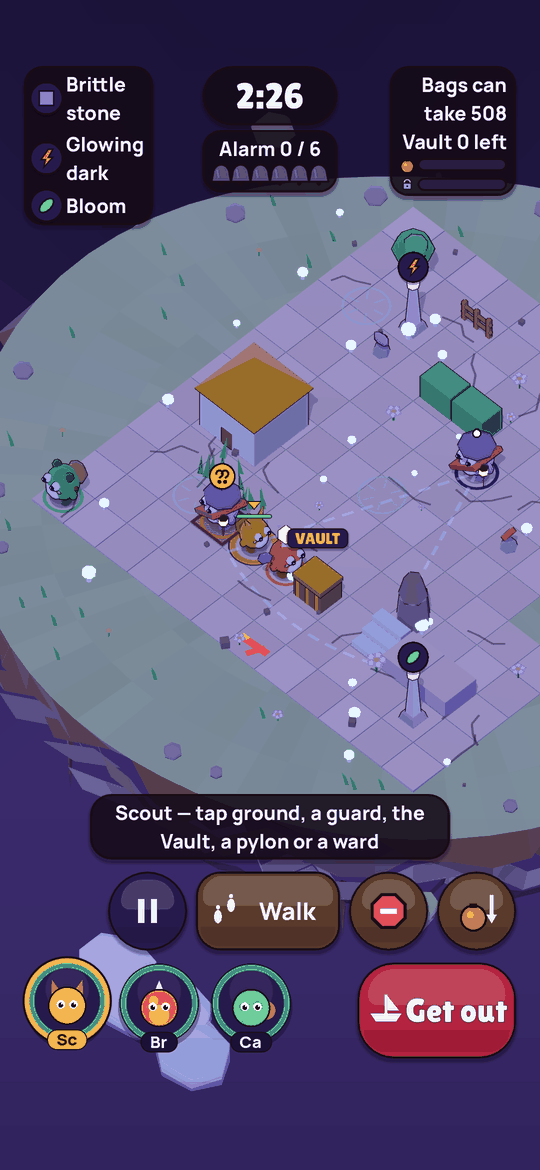 Brittle
stone
Glowing
dark
Bloom
2:26
Alarm 0 / 6
Bags can
take 508
Vault 0 left
??
VAULT
Scout — tap ground, a guard, the
Vault, a pylon or a ward
Walk
Get out
Sc
Br
Ca